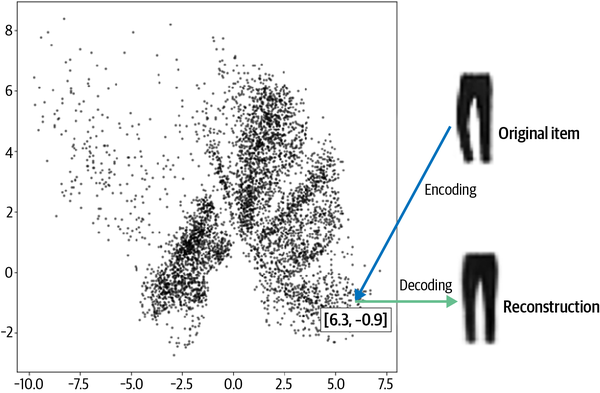 8
6
4
2
0
−2
−10.0 −7.5 −5.0 −2.5 0.0 2.5 5.0 7.5
Original item
Encoding
Decoding
Reconstruction
[6.3, −0.9]